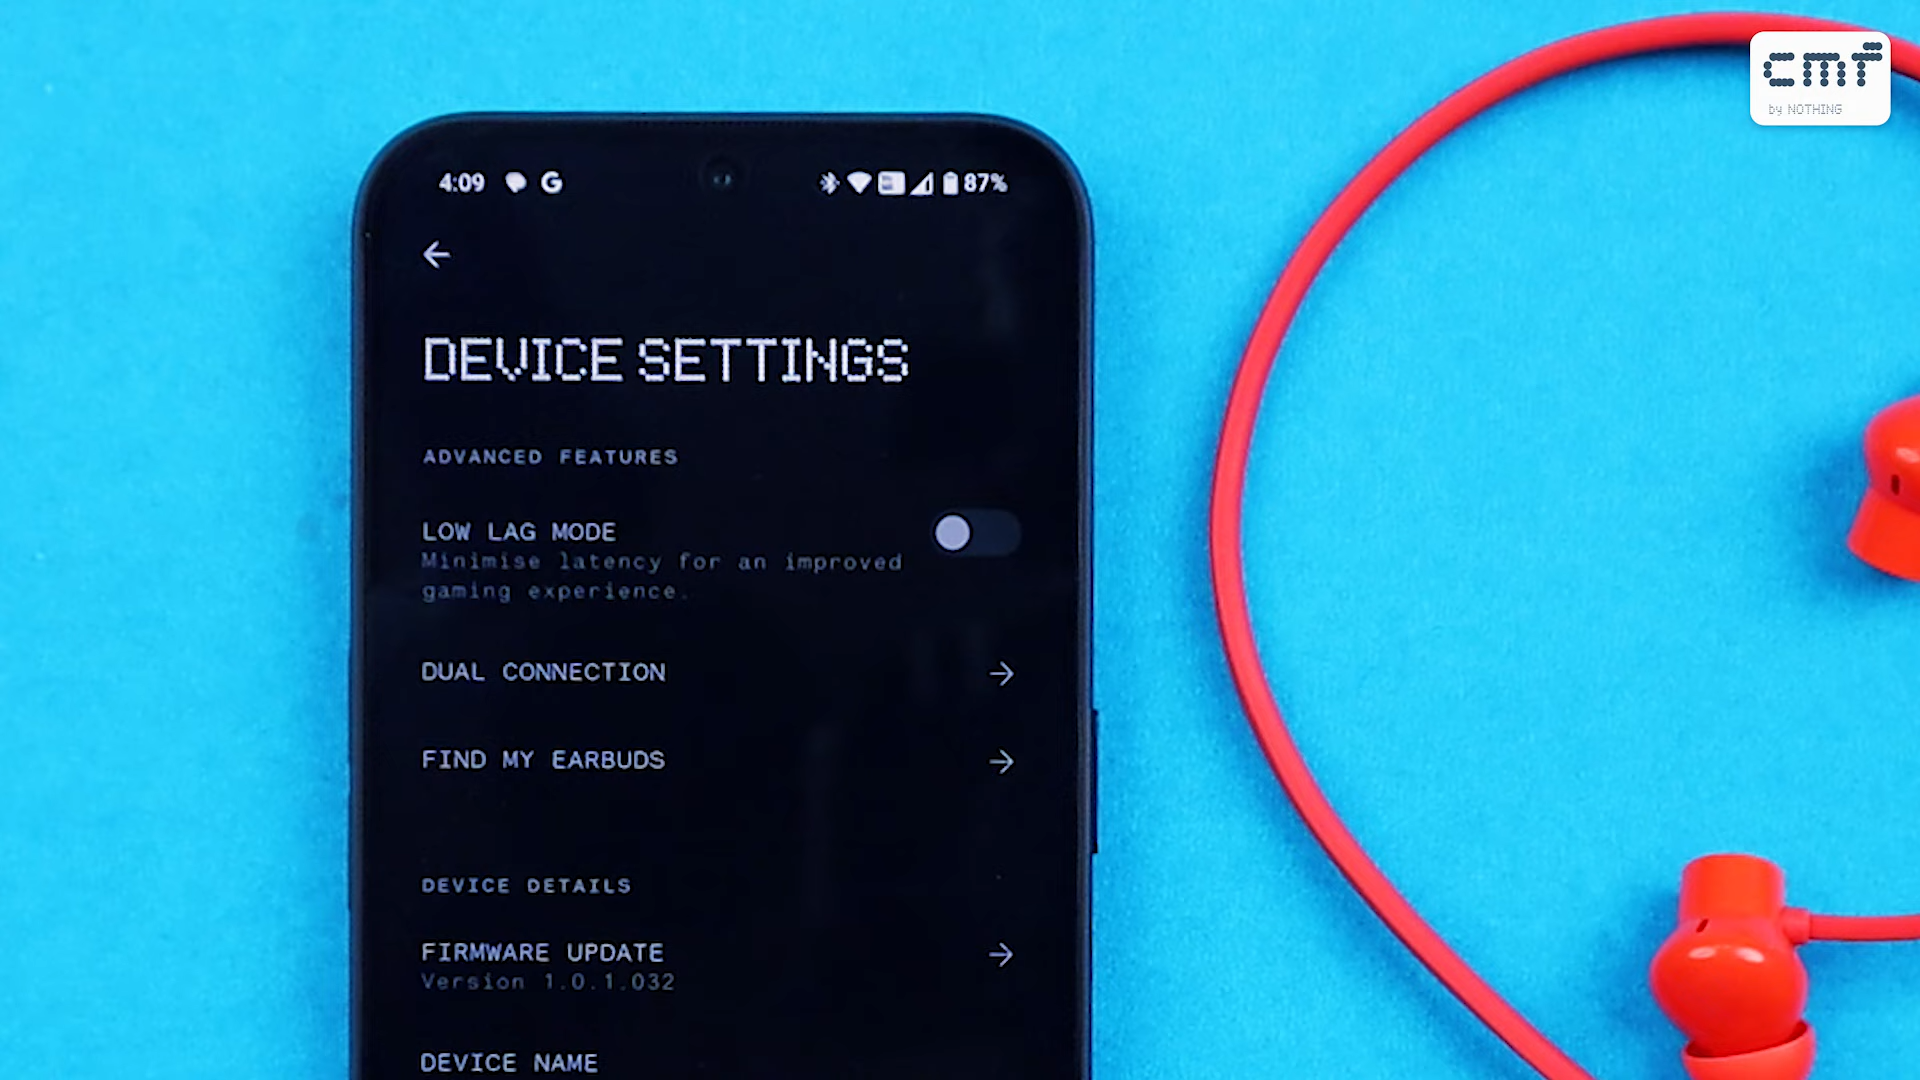 cmf
by NOTHING
4:09 G 87%
DEVICE SETTINGS
ADVANCED FEATURES
LOW LAG MODE
Minimise latency for an improved
gaming experience.
DUAL CONNECTION
FIND MY EARBUDS
DEVICE DETAILS
FIRMWARE UPDATE
Version 1.0.1.032
DEVICE NAME